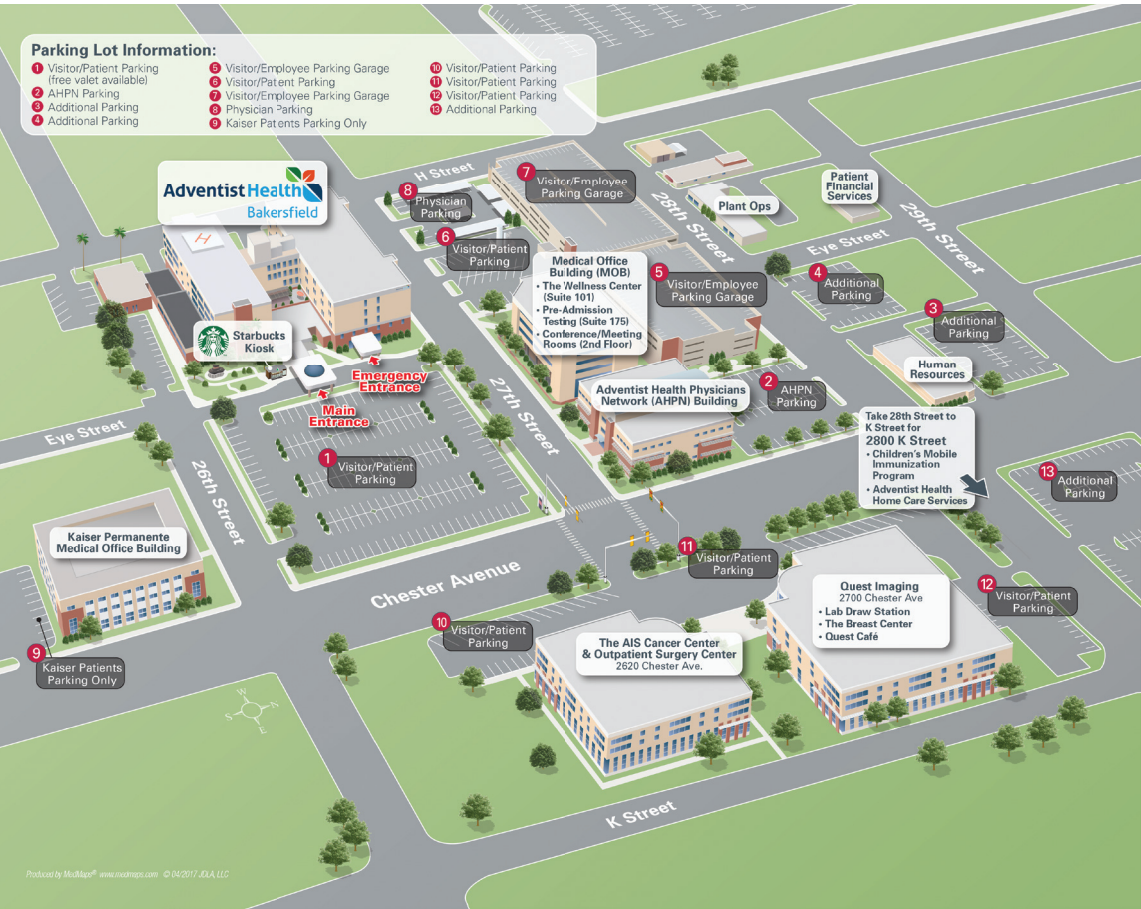 Parking Lot Information:
1 Visitor/Patient Parking
(free valet available)
2 AHPN Parking
3 Additional Parking
4 Additional Parking
5 Visitor/Employee Parking Garage
6 Visitor/Patent Parking
7 Visitor/Employee Parking Garage
8 Physician Parking
9 Kaiser Patents Parking Only
10 Visitor/Patient Parking
11 Visitor/Patient Parking
12 Visitor/Patient Parking
13 Additional Parking
Adventist Health
Bakersfield
H
H Street
8
Physician
Parking
7
Visitor/Employee
Parking Garage
28th Street
Plant Ops
Patient
Financial
Services
29th Street
Eye Street
6
Visitor/Patient
Parking
Medical Office
Building (MOB)
• The Wellness Center
(Suite 101)
• Pre-Admission
Testing (Suite 175)
• Conference/Meeting
Rooms (2nd Floor)
5
Visitor/Employee
Parking Garage
4
Additional
Parking
3
Additional
Parking
Starbucks
Kiosk
Emergency
Entrance
Main
Entrance
27th Street
Adventist Health Physicians
Network (AHPN) Building
2
AHPN
Parking
Human
Resources
Take 28th Street to
K Street for
2800 K Street
• Children's Mobile
Immunization
Program
• Adventist Health
Home Care Services
13
Additional
Parking
Eye Street
26th Street
1
Visitor/Patient
Parking
Kaiser Permanente
Medical Office Building
Chester Avenue
11
Visitor/Patient
Parking
Quest Imaging
2700 Chester Ave
• Lab Draw Station
• The Breast Center
• Quest Café
12
Visitor/Patient
Parking
10
Visitor/Patient
Parking
The AIS Cancer Center
& Outpatient Surgery Center
2620 Chester Ave.
9
Kaiser Patients
Parking Only
W
S
N
E
K Street
Produced by MedMaps® www.medmaps.com © 04/2017 JDLA, LLC